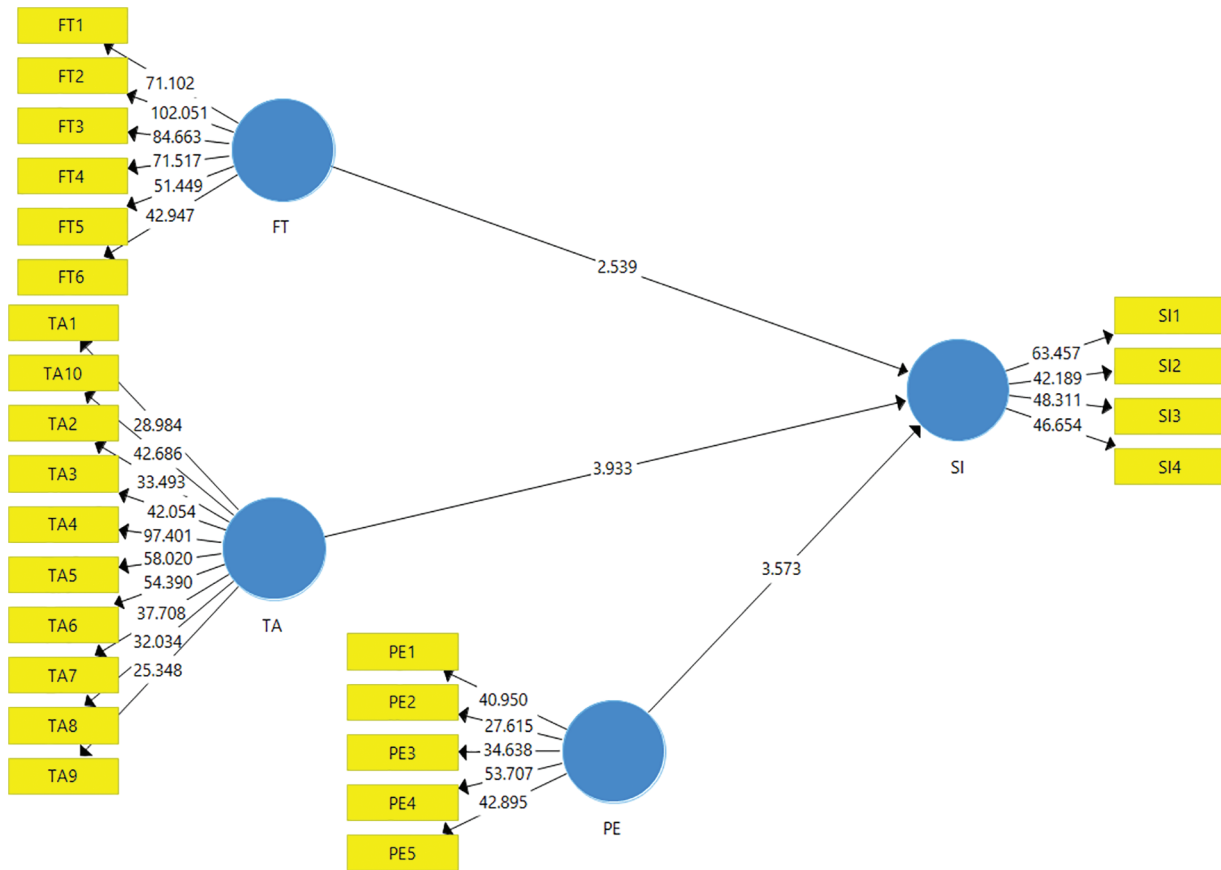 FT1
FT2
FT3
FT4
FT5
FT6
71.102
102.051
84.663
71.517
51.449
42.947
FT
2.539
TA1
TA10
TA2
TA3
TA4
TA5
TA6
TA7
TA8
TA9
28.984
42.686
33.493
42.054
97.401
58.020
54.390
37.708
32.034
25.348
TA
3.933
PE1
PE2
PE3
PE4
PE5
40.950
27.615
34.638
53.707
42.895
PE
3.573
SI
63.457
42.189
48.311
46.654
SI1
SI2
SI3
SI4